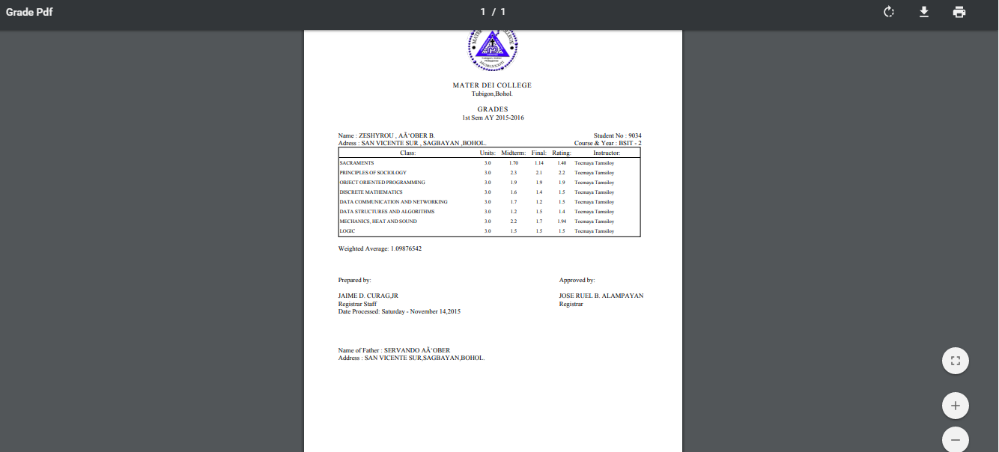 Grade Pdf
1 / 1
MATER DEI COLLEGE
Tubigon,Bohol.
GRADES
1st Sem AY 2015-2016
Name : ZESHYROU , AÃ‘OBER B. Student No : 9034
Adress : SAN VICENTE SUR , SAGBAYAN ,BOHOL. Course & Year : BSIT - 2
Class: Units: Midterm: Final: Rating: Instructor:
SACRAMENTS 3.0 1.70 1.14 1.40 Tocmaya Tamsiloy
PRINCIPLES OF SOCIOLOGY 3.0 2.3 2.1 2.2 Tocmaya Tamsiloy
OBJECT ORIENTED PROGRAMMING 3.0 1.9 1.9 1.9 Tocmaya Tamsiloy
DISCRETE MATHEMATICS 3.0 1.6 1.4 1.5 Tocmaya Tamsiloy
DATA COMMUNICATION AND NETWORKING 3.0 1.7 1.2 1.5 Tocmaya Tamsiloy
DATA STRUCTURES AND ALGORITHMS 3.0 1.2 1.5 1.4 Tocmaya Tamsiloy
MECHANICS, HEAT AND SOUND 3.0 2.2 1.7 1.94 Tocmaya Tamsiloy
LOGIC 3.0 1.5 1.5 1.5 Tocmaya Tamsiloy
Weighted Average: 1.09876542
Prepared by: Approved by:
JAIME D. CURAG,JR JOSE RUEL B. ALAMPAYAN
Registrar Staff Registrar
Date Processed: Saturday - November 14,2015
Name of Father : SERVANDO AÃ‘OBER
Address : SAN VICENTE SUR,SAGBAYAN,BOHOL.